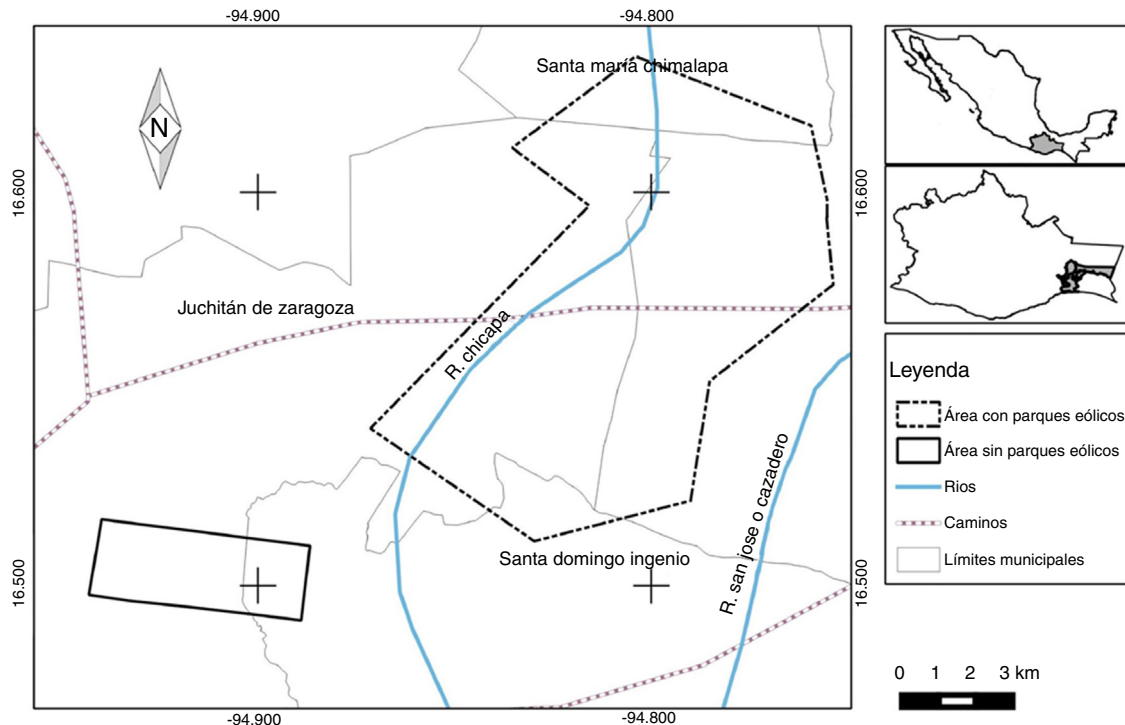 -94.900
-94.800
Santa maría chimalapa
N
16.600
16.600
Juchitán de zaragoza
R. chicapa
Santa domingo ingenio
R. san jose o cazadero
16.500
16.500
-94.900
-94.800
Leyenda
Área con parques eólicos
Área sin parques eólicos
Rios
Caminos
Límites municipales
0 1 2 3 km